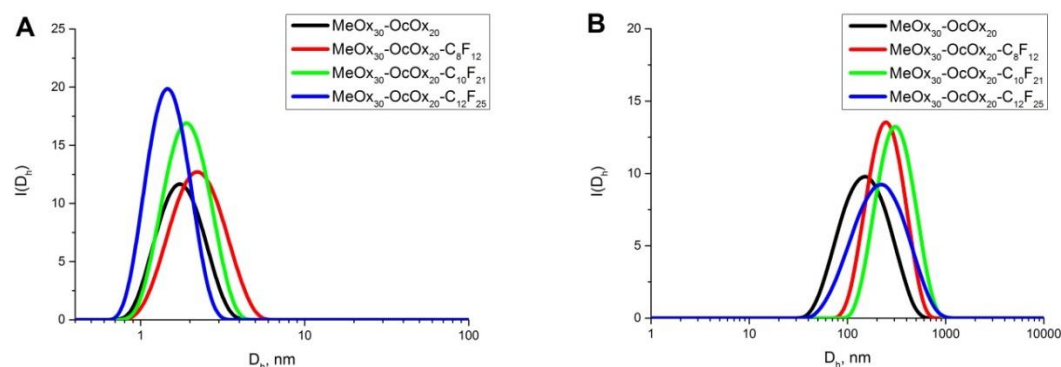 A
MeOx₃₀-OcOx₂₀
MeOx₃₀-OcOx₂₀-C₈F₁₂
MeOx₃₀-OcOx₂₀-C₁₀F₂₁
MeOx₃₀-OcOx₂₀-C₁₂F₂₅
25
20
15
10
5
0
I(Dₕ)
1
10
100
Dₕ, nm
B
MeOx₃₀-OcOx₂₀
MeOx₃₀-OcOx₂₀-C₈F₁₂
MeOx₃₀-OcOx₂₀-C₁₀F₂₁
MeOx₃₀-OcOx₂₀-C₁₂F₂₅
20
15
10
5
0
I(Dₕ)
1
10
100
1000
10000
Dₕ, nm